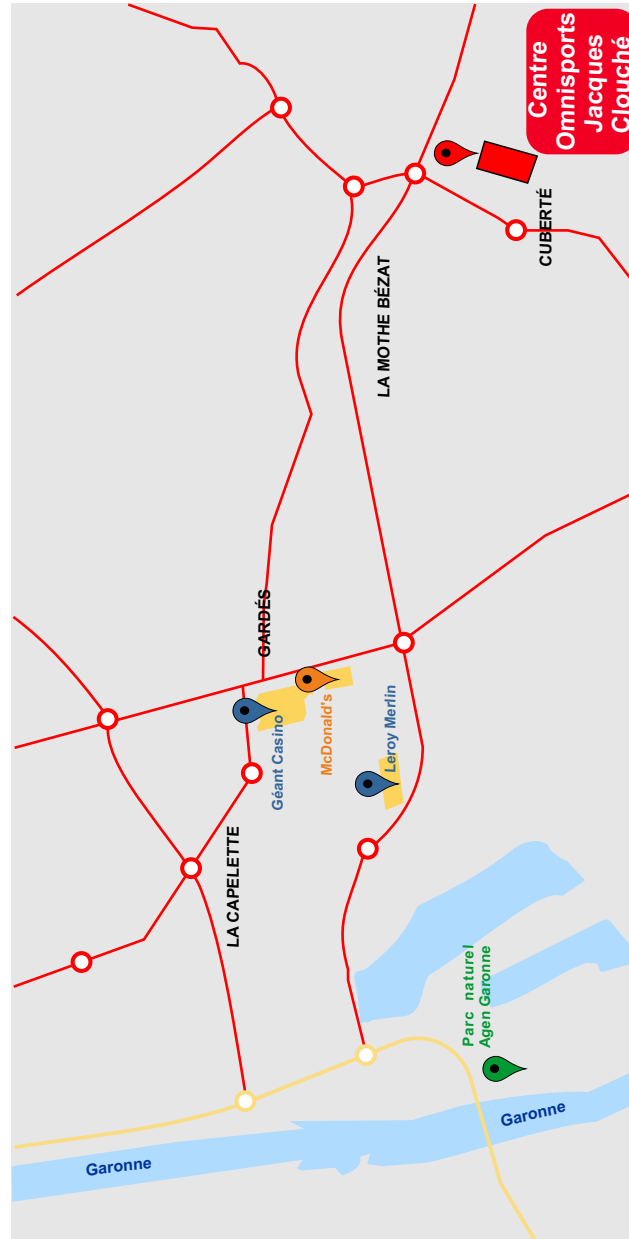 Centre
Omnisports
Jacques
Clouché
CUBERTÉ
LA MOTHE BÉZAT
GARDÉS
McDonald's
Géant Casino
Leroy Merlin
LA CAPELETTE
Parc naturel
Agen Garonne
Garonne
Garonne